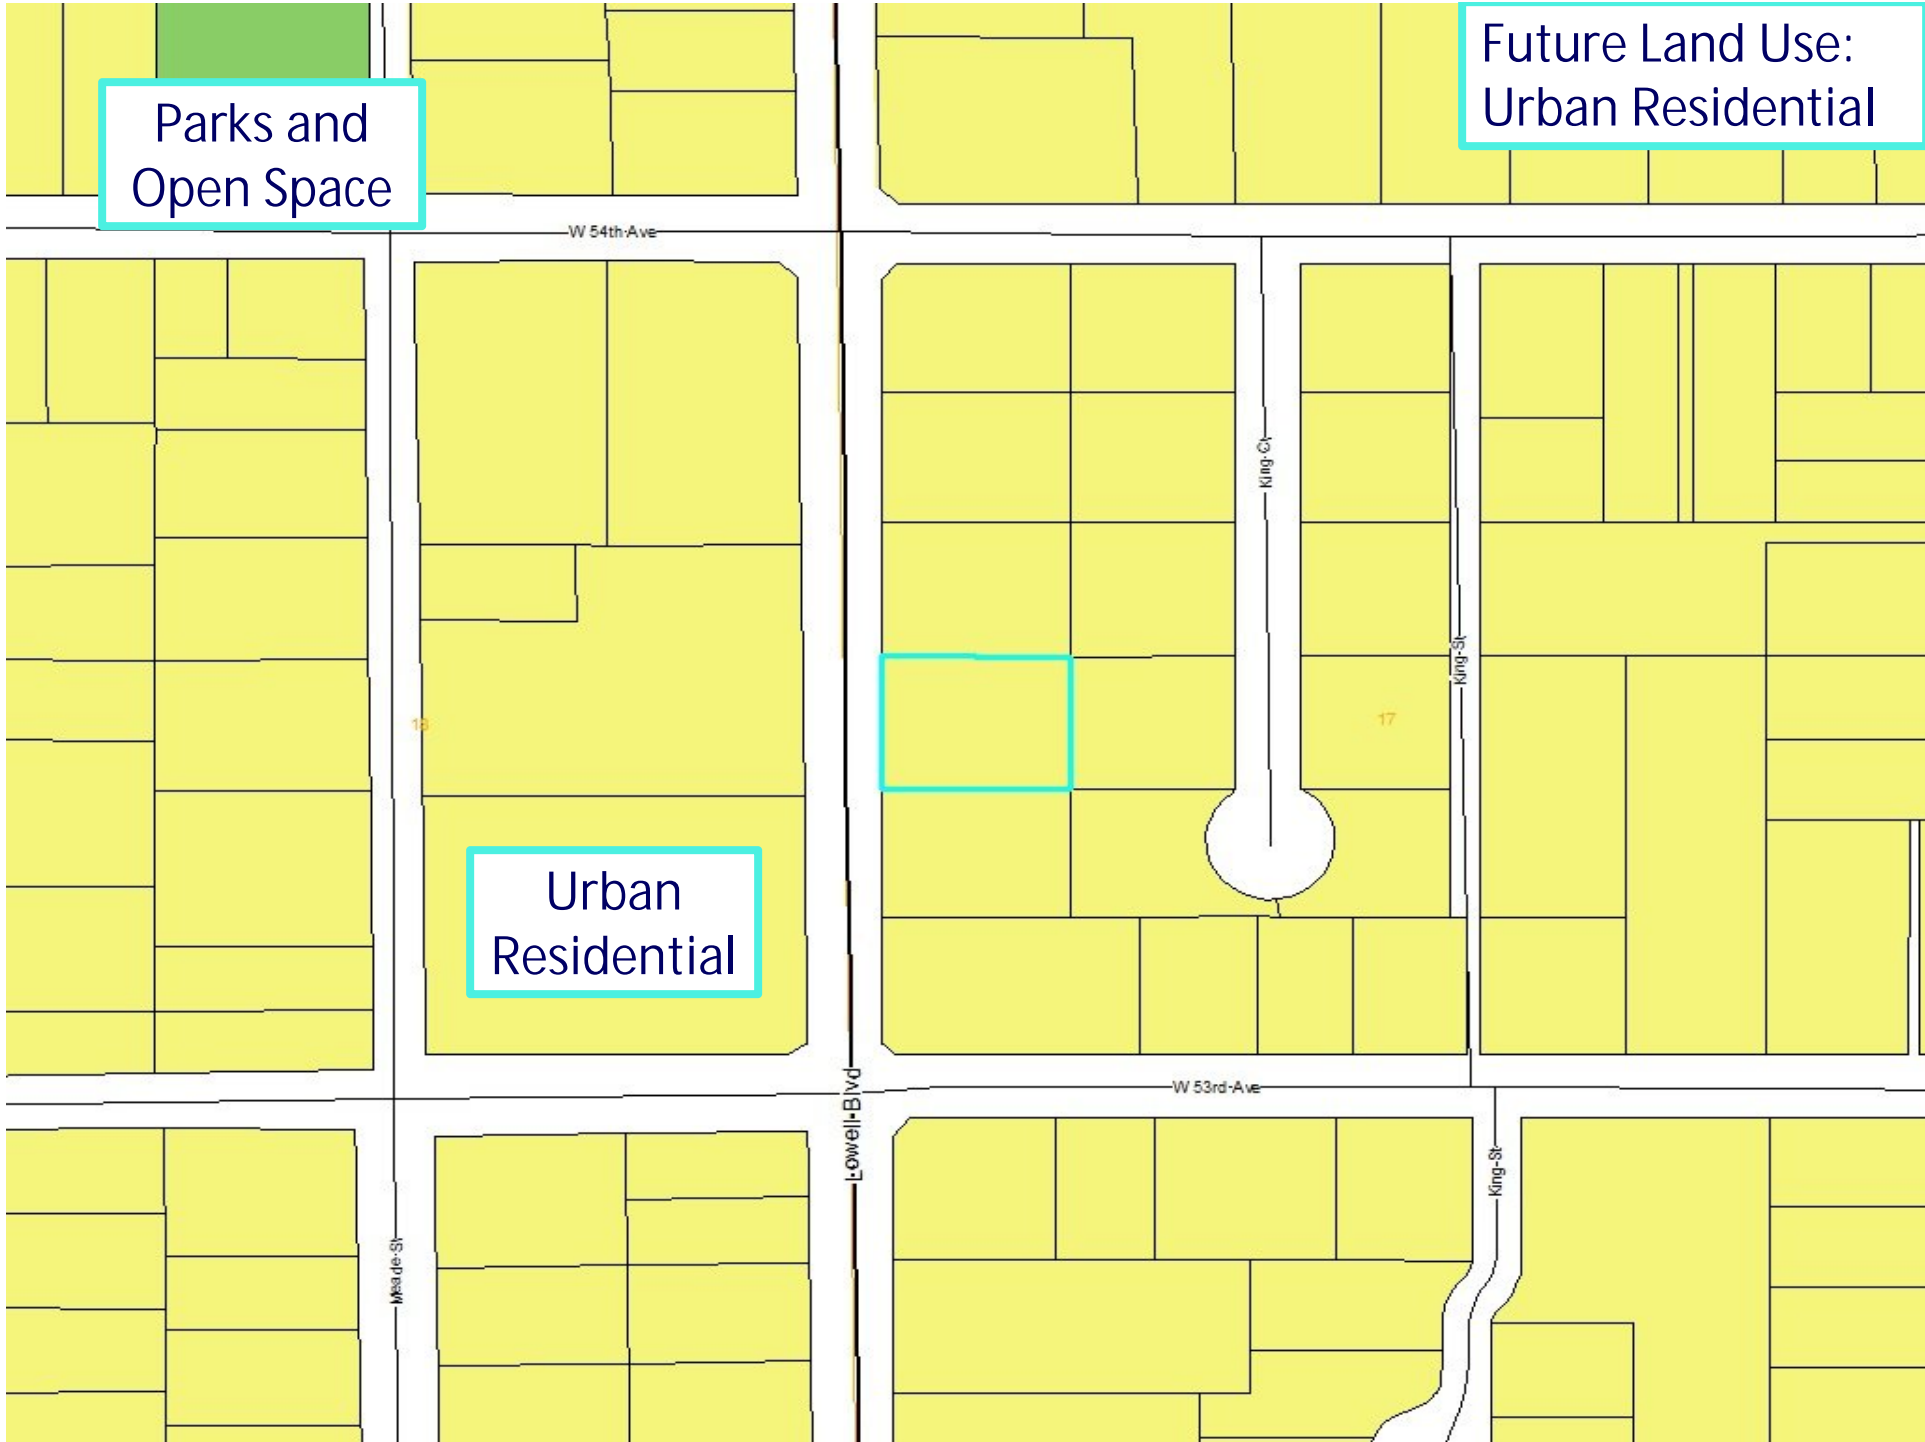 Future Land Use:
Urban Residential
Parks and
Open Space
W 54th Ave
King Ct
King St
18
17
Urban
Residential
Lowell Blvd
W 53rd Ave
King St
Meade St